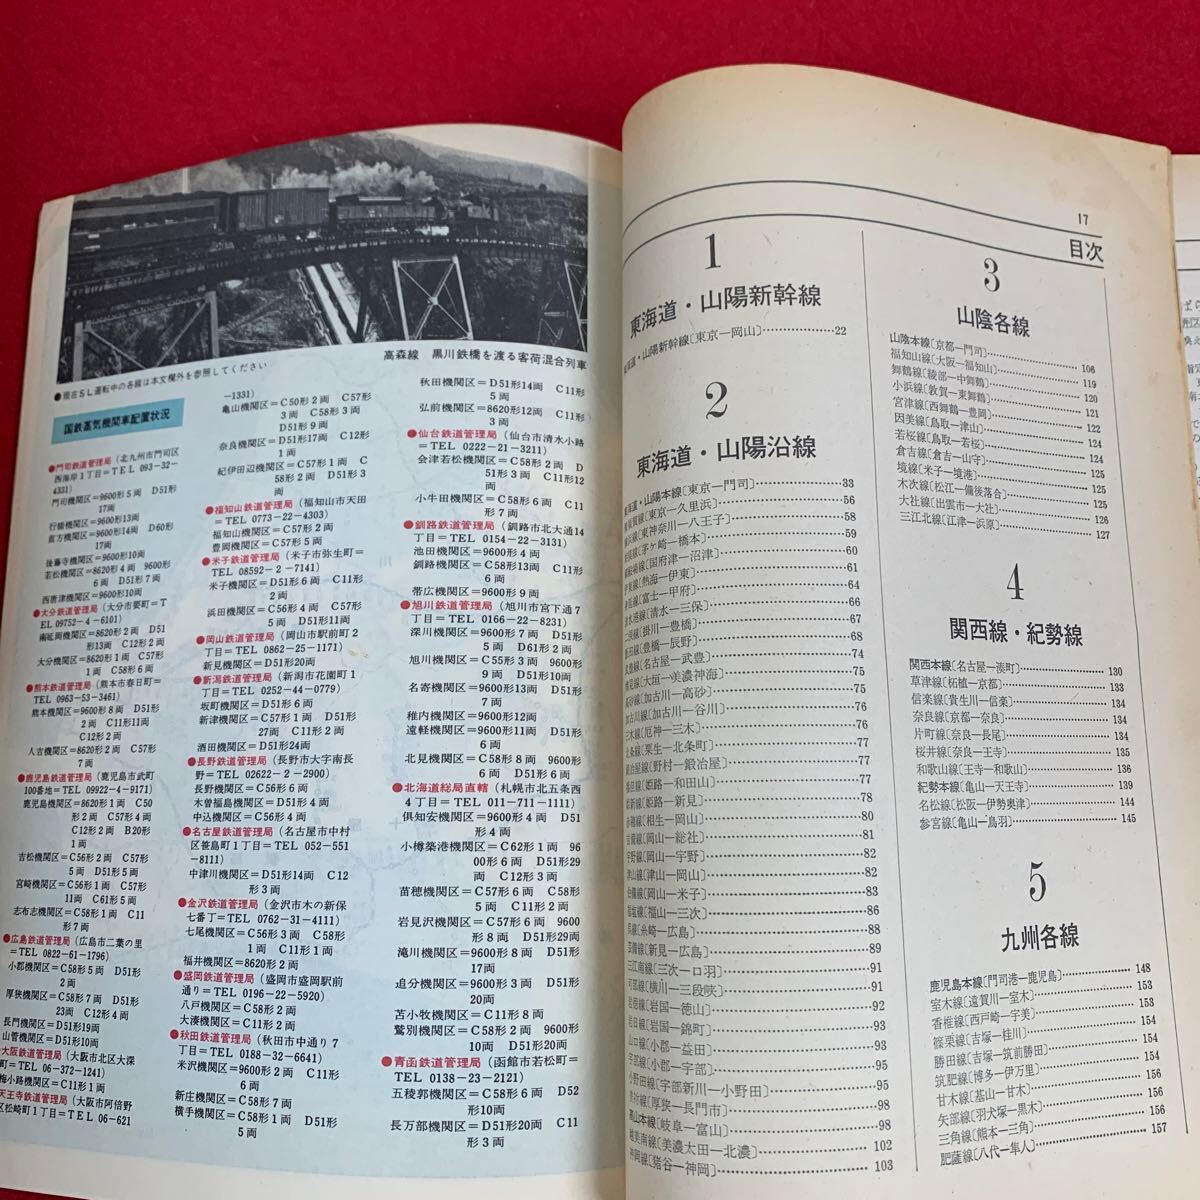 高森線　黒川鉄橋を渡る客荷混合列車
●現在SL運転中の各線は本文欄外を参照してください
国鉄蒸気機関車配置状況
●門司鉄道管理局（北九州市門司区
西海岸1丁目＝TEL 093-32-
4331)
門司機関区＝9600形5両　D51形
17両
行橋機関区＝9600形13両
直方機関区＝9600形14両　D60形
17両
後藤寺機関区＝9600形10両
若松機関区＝8620形4両　9600形
6両　D51形7両
西唐津機関区＝9600形10両
●大分鉄道管理局（大分市要町＝T
EL 09752-4-6101)
南延岡機関区＝8620形2両　D51
形13両　C12形2両
大分機関区＝8620形1両　C58形
1両　C58形6両
●熊本鉄道管理局（熊本市春日町＝
TEL 0963-53-3461)
熊本機関区＝9600形8両　D51形
2両　C11形11両
C12形2両
人吉機関区＝8620形2両　C57形
7両
●鹿児島鉄道管理局（鹿児島市武町
100番地＝TEL 09922-4-9171)
鹿児島機関区＝8620形1両　C50
形2両　C57形4両
C12形2両　B20形
1両
吉松機関区＝C56形2両　C57形
5両　D51形5両
宮崎機関区＝C56形1両　C57形
11両　C61形5両
志布志機関区＝C58形1両　C11
形7両
●広島鉄道管理局（広島市二葉の里
＝TEL 0822-61-1796)
小郡機関区＝C58形5両　D51形
2両
厚狭機関区＝C58形7両　D51形
23両　C12形4両
長門機関区＝D51形19両
山管機関区＝D51形10両
大阪鉄道管理局（大阪市北区大深
町＝TEL 06-372-1241)
梅小路機関区＝C11形1両
天王寺鉄道管理局（大阪市阿倍野
区松崎町1丁目＝TEL 06-621
-1331)
亀山機関区＝C50形2両　C57形
3両　C58形3両
D51形9両
奈良機関区＝D51形17両　C12形
1両
紀伊田辺機関区＝C57形1両　C
58形2両　D51形
2両
●福知山鉄道管理局（福知山市天田
＝TEL 0773-22-4303)
福知山機関区＝C57形2両
豊岡機関区＝C57形5両
●米子鉄道管理局（米子市弥生町＝
TEL 08592-2-7141)
米子機関区＝D51形6両　C11形
2両
浜田機関区＝C56形4両　C57形
5両　D51形11両
●岡山鉄道管理局（岡山市駅前町2
丁目＝TEL 0862-25-1171)
新見機関区＝D51形20両
●新潟鉄道管理局（新潟市花園町1
丁目＝TEL 0252-44-0779)
坂町機関区＝D51形6両
新津機関区＝C57形1両　D51形
27両　C11形2両
酒田機関区＝D51形24両
●長野鉄道管理局（長野市大字南長
野＝TEL 02622-2-2900)
長野機関区＝C56形6両
木曽福島機関区＝D51形4両
中込機関区＝C56形4両
●名古屋鉄道管理局（名古屋市中村
区笹島町1丁目＝TEL 052-551
-8111)
中津川機関区＝D51形14両　C12
形3両
●金沢鉄道管理局（金沢市木の新保
七番丁＝TEL 0762-31-4111)
七尾機関区＝C56形3両　C58形
1両　C11形1両
福井機関区＝8620形2両
●盛岡鉄道管理局（盛岡市盛岡駅前
通り＝TEL 0196-22-5920)
八戸機関区＝C58形2両
大湊機関区＝C11形2両
●秋田鉄道管理局（秋田市中通り7
丁目＝TEL 0188-32-6641)
米沢機関区＝9600形2両　C11形
6両
新庄機関区＝C58形7両
横手機関区＝C58形1両　D51形
5両
秋田機関区＝D51形14両　C11形
5両
弘前機関区＝8620形12両　C11形
3両
●仙台鉄道管理局（仙台市清水小路
＝TEL 0222-21-3211)
会津若松機関区＝C58形2両　D
51形6両　C11形12
両
小牛田機関区＝C58形6両　C11
形7両
●釧路鉄道管理局（釧路市北大通14
丁目＝TEL 0154-22-3131)
池田機関区＝9600形4両
釧路機関区＝C58形13両　C11形
6両
帯広機関区＝9600形9両
●旭川鉄道管理局（旭川市宮下通7
丁目＝TEL 0166-22-8231)
深川機関区＝9600形7両　D51形
5両　D61形2両
旭川機関区＝C55形3両　9600形
9両　D51形10両
名寄機関区＝9600形13両　D51形
7両
稚内機関区＝9600形12両
遠軽機関区＝9600形11両　D51形
6両
北見機関区＝C58形8両　9600形
6両　D51形6両
●北海道総局直轄（札幌市北五条西
4丁目＝TEL 011-711-1111)
倶知安機関区＝9600形4両　D51
形4両
小樽築港機関区＝C62形1両　96
00形6両　D51形29
両　C12形3両
苗穂機関区＝C57形6両　C58形
5両　C11形2両
岩見沢機関区＝C57形6両　9600
形6両　D51形29両
滝川機関区＝9600形8両　D51形
17両
追分機関区＝9600形3両　D51形
20両
苫小牧機関区＝C11形8両
鷲別機関区＝C58形2両　9600形
10両　D51形20両
●青函鉄道管理局（函館市若松町＝
TEL 0138-23-2121)
五稜郭機関区＝C58形6両　D52
形10両
長万部機関区＝D51形20両　C11
形3両
17
目次
1
東海道・山陽新幹線
東海道・山陽新幹線〔東京—岡山〕……22
2
東海道・山陽沿線
東海道・山陽本線〔東京—門司〕……33
横須賀線〔東京—久里浜〕……56
横浜線〔東神奈川—八王子〕……58
相模線〔茅ヶ崎—橋本〕……59
御殿場線〔国府津—沼津〕……60
伊東線〔熱海—伊東〕……61
身延線〔富士—甲府〕……64
清水港線〔清水—三保〕……66
二俣線〔掛川—豊橋〕……67
飯田線〔豊橋—辰野〕……68
武豊線〔名古屋—武豊〕……74
樽見線〔大垣—美濃神海〕……75
高砂線〔加古川—高砂〕……75
加古川線〔加古川—谷川〕……75
三木線〔厄神—三木〕……76
北条線〔粟生—北条町〕……77
鍛冶屋線〔野村—鍛冶屋〕……77
播但線〔姫路—和田山〕……77
姫新線〔姫路—新見〕……78
赤穂線〔相生—岡山〕……80
吉備線〔岡山—総社〕……81
宇野線〔岡山—宇野〕……82
津山線〔津山—岡山〕……82
伯備線〔岡山—米子〕……83
福塩線〔福山—三次〕……86
呉線〔糸崎—広島〕……88
芸備線〔新見—広島〕……89
三江南線〔三次—口羽〕……91
可部線〔横川—三段峡〕……91
岩徳線〔岩国—徳山〕……92
岩日線〔岩国—錦町〕……93
山口線〔小郡—益田〕……93
宇部線〔小郡—宇部〕……95
小野田線〔宇部新川—小野田〕……95
美祢線〔厚狭—長門市〕……98
高山本線〔岐阜—富山〕……98
越美南線〔美濃太田—北濃〕……102
神岡線〔猪谷—神岡〕……103
3
山陰各線
山陰本線〔京都—門司〕……106
福知山線〔大阪—福知山〕……119
舞鶴線〔綾部—中舞鶴〕……120
小浜線〔敦賀—東舞鶴〕……121
宮津線〔西舞鶴—豊岡〕……122
因美線〔鳥取—津山〕……124
若桜線〔鳥取—若桜〕……124
倉吉線〔倉吉—山守〕……125
境線〔米子—境港〕……125
木次線〔松江—備後落合〕……125
大社線〔出雲市—大社〕……126
三江北線〔江津—浜原〕……127
4
関西線・紀勢線
関西本線〔名古屋—湊町〕……130
草津線〔柘植—京都〕……133
信楽線〔貴生川—信楽〕……134
奈良線〔京都—奈良〕……134
片町線〔奈良—長尾〕……134
桜井線〔奈良—王寺〕……135
和歌山線〔王寺—和歌山〕……136
紀勢本線〔亀山—天王寺〕……139
名松線〔松阪—伊勢奥津〕……144
参宮線〔亀山—鳥羽〕……145
5
九州各線
鹿児島本線〔門司港—鹿児島〕……148
室木線〔遠賀川—室木〕……153
香椎線〔西戸崎—宇美〕……153
篠栗線〔吉塚—桂川〕……154
勝田線〔吉塚—筑前勝田〕……154
筑肥線〔博多—伊万里〕……154
甘木線〔基山—甘木〕……156
矢部線〔羽犬塚—黒木〕……156
三角線〔熊本—三角〕……156
肥薩線〔八代—隼人〕……157